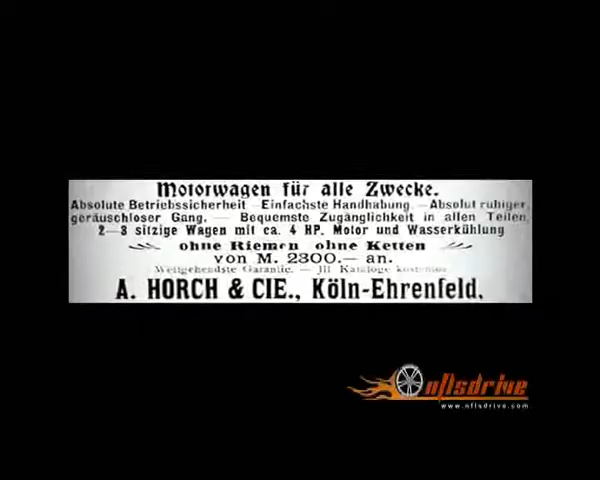 Motorwagen für alle Zwecke.
Absolute Betriebssicherheit —Einfachste Handhabung. —Absolut ruhiger,
geräuschloser Gang. — Bequemste Zugänglichkeit in allen Teilen.
2—3 sitzige Wagen mit ca. 4 HP. Motor und Wasserkühlung
ohne Riemen ohne Ketten
von M. 2300.— an.
Weitgehendste Garantie. — Ill Kataloge kostenlos
A. HORCH & CIE., Köln-Ehrenfeld.
nflsdrive
www.nflsdrive.com